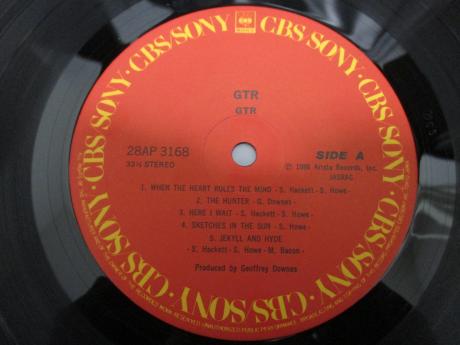 CBS/SONY · CBS/SONY · CBS/SONY · CBS/SONY · CBS/SONY · CBS/SONY ·
GTR
GTR
28AP 3168
33⅓ STEREO
SIDE A
Ⓟ 1986 Arista Records, Inc.
JASRAC
1. WHEN THE HEART RULES THE MIND - S. Hackett - S. Howe -
2. THE HUNTER - G. Downes -
3. HERE I WAIT - S. Hackett - S. Howe -
4. SKETCHES IN THE SUN - S. Howe -
5. JEKYLL AND HYDE
- S. Hackett - S. Howe - M. Bacon -
Produced by Geoffrey Downes